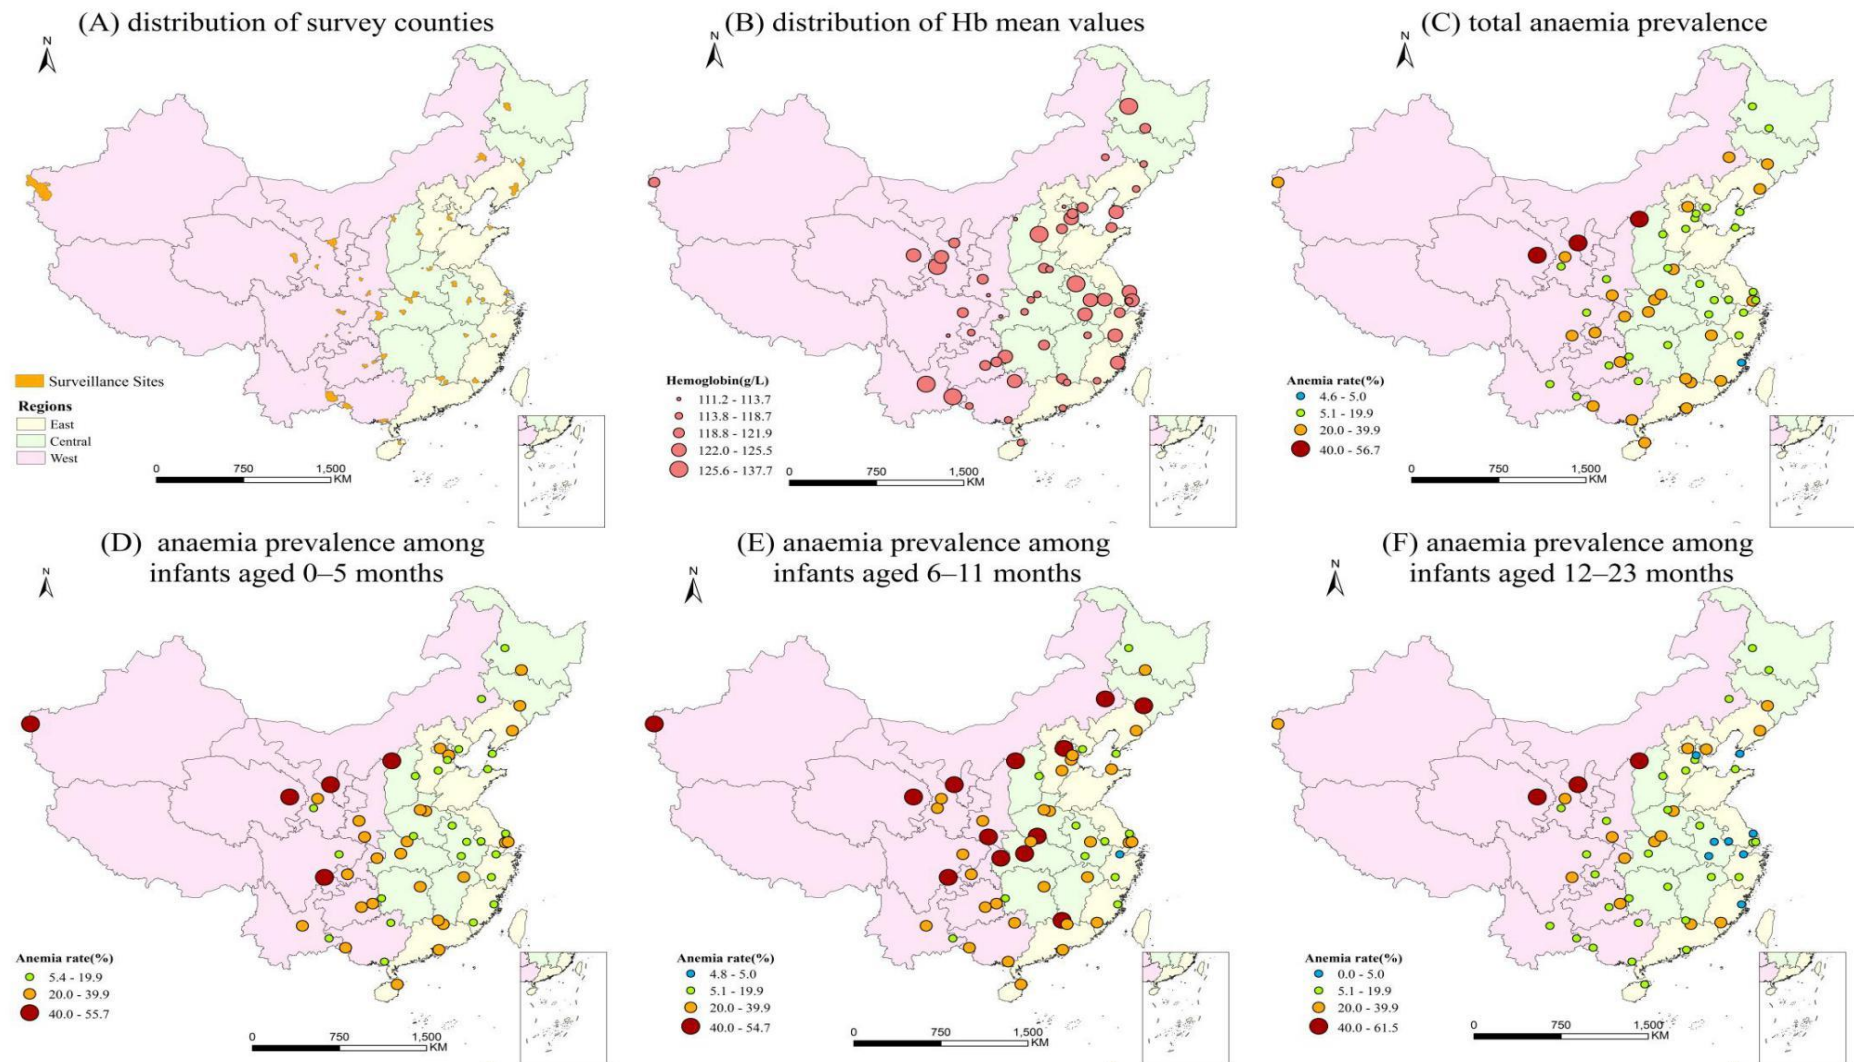 (A) distribution of survey counties
N
Surveillance Sites
Regions
East
Central
West
0 750 1,500
KM
(B) distribution of Hb mean values
N
Hemoglobin(g/L)
111.2 - 113.7
113.8 - 118.7
118.8 - 121.9
122.0 - 125.5
125.6 - 137.7
0 750 1,500
KM
(C) total anaemia prevalence
N
Anemia rate(%)
4.6 - 5.0
5.1 - 19.9
20.0 - 39.9
40.0 - 56.7
0 750 1,500
KM
(D) anaemia prevalence among
infants aged 0–5 months
N
Anemia rate(%)
5.4 - 19.9
20.0 - 39.9
40.0 - 55.7
0 750 1,500
KM
(E) anaemia prevalence among
infants aged 6–11 months
N
Anemia rate(%)
4.8 - 5.0
5.1 - 19.9
20.0 - 39.9
40.0 - 54.7
0 750 1,500
KM
(F) anaemia prevalence among
infants aged 12–23 months
N
Anemia rate(%)
0.0 - 5.0
5.1 - 19.9
20.0 - 39.9
40.0 - 61.5
0 750 1,500
KM